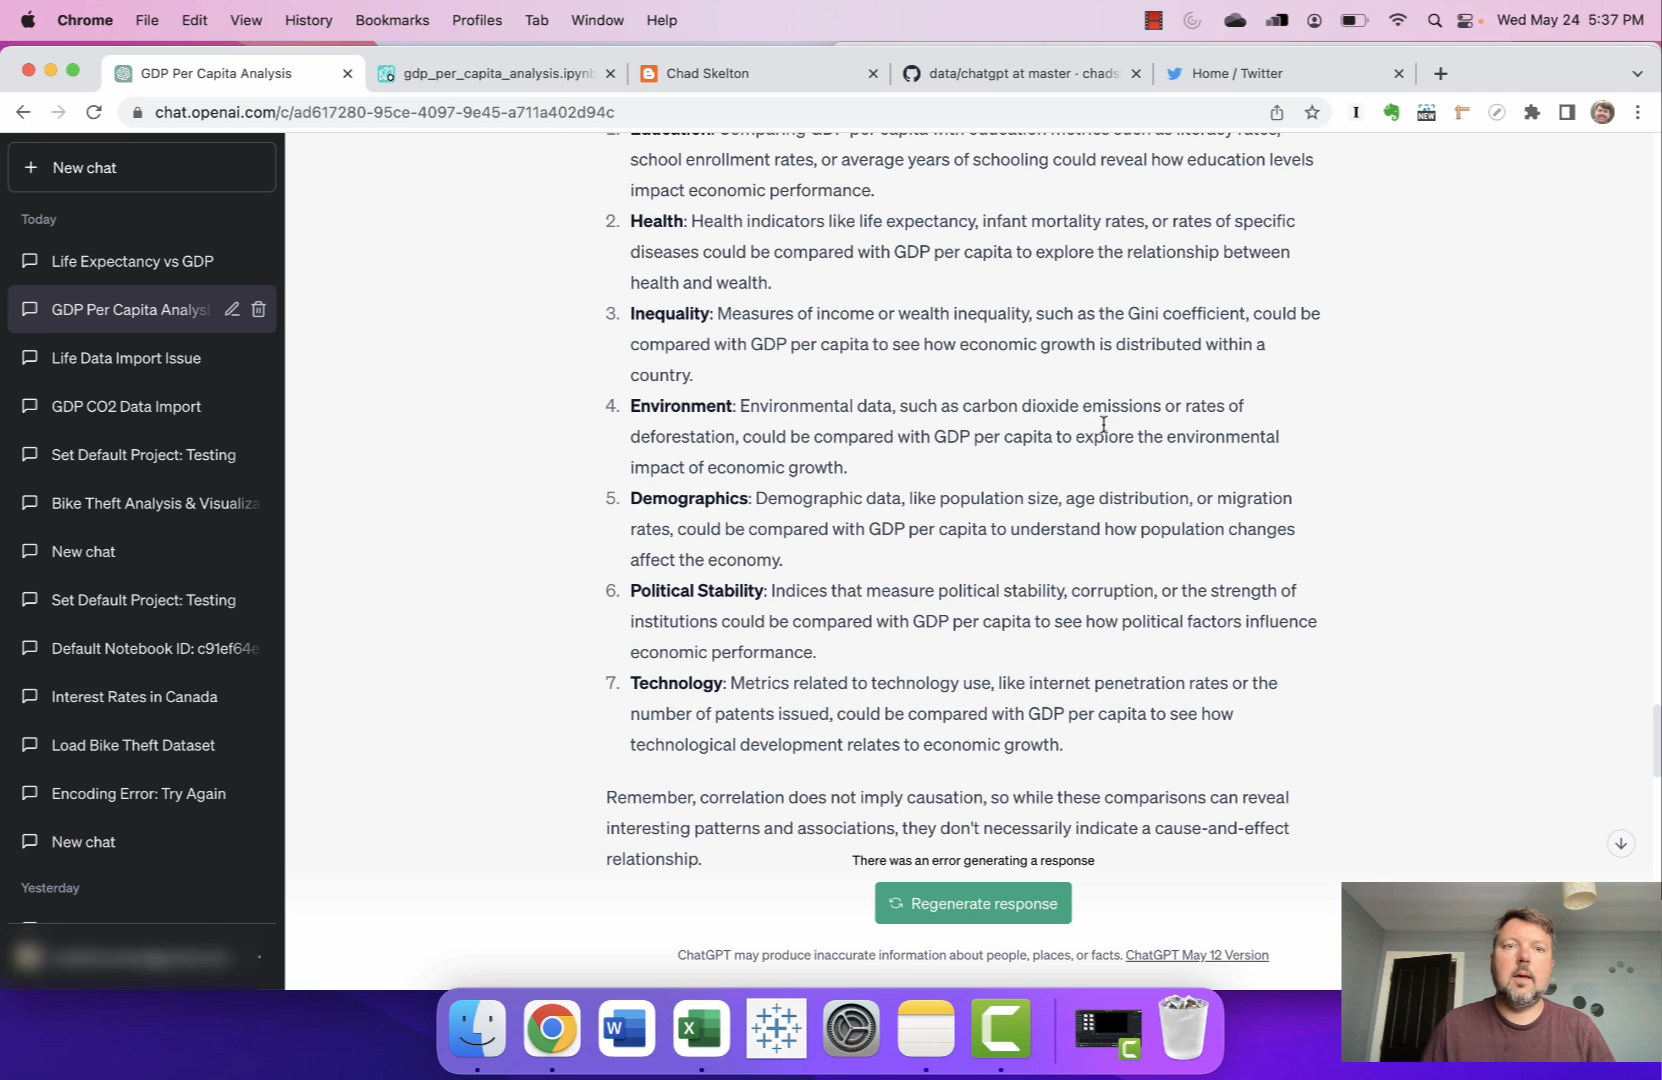 Chrome File Edit View History Bookmarks Profiles Tab Window Help Wed May 24 5:37 PM
GDP Per Capita Analysis gdp_per_capita_analysis.ipynb Chad Skelton data/chatgpt at master · chads Home / Twitter
chat.openai.com/c/ad617280-95ce-4097-9e45-a711a402d94c
New chat
Today
Life Expectancy vs GDP
GDP Per Capita Analysi
Life Data Import Issue
GDP CO2 Data Import
Set Default Project: Testing
Bike Theft Analysis & Visualiza
New chat
Set Default Project: Testing
Default Notebook ID: c91ef64e
Interest Rates in Canada
Load Bike Theft Dataset
Encoding Error: Try Again
New chat
Yesterday
1. Education: Comparing GDP per capita with education metrics such as literacy rates,
school enrollment rates, or average years of schooling could reveal how education levels
impact economic performance.
2. Health: Health indicators like life expectancy, infant mortality rates, or rates of specific
diseases could be compared with GDP per capita to explore the relationship between
health and wealth.
3. Inequality: Measures of income or wealth inequality, such as the Gini coefficient, could be
compared with GDP per capita to see how economic growth is distributed within a
country.
4. Environment: Environmental data, such as carbon dioxide emissions or rates of
deforestation, could be compared with GDP per capita to explore the environmental
impact of economic growth.
5. Demographics: Demographic data, like population size, age distribution, or migration
rates, could be compared with GDP per capita to understand how population changes
affect the economy.
6. Political Stability: Indices that measure political stability, corruption, or the strength of
institutions could be compared with GDP per capita to see how political factors influence
economic performance.
7. Technology: Metrics related to technology use, like internet penetration rates or the
number of patents issued, could be compared with GDP per capita to see how
technological development relates to economic growth.
Remember, correlation does not imply causation, so while these comparisons can reveal
interesting patterns and associations, they don't necessarily indicate a cause-and-effect
relationship.
There was an error generating a response
Regenerate response
ChatGPT may produce inaccurate information about people, places, or facts. ChatGPT May 12 Version